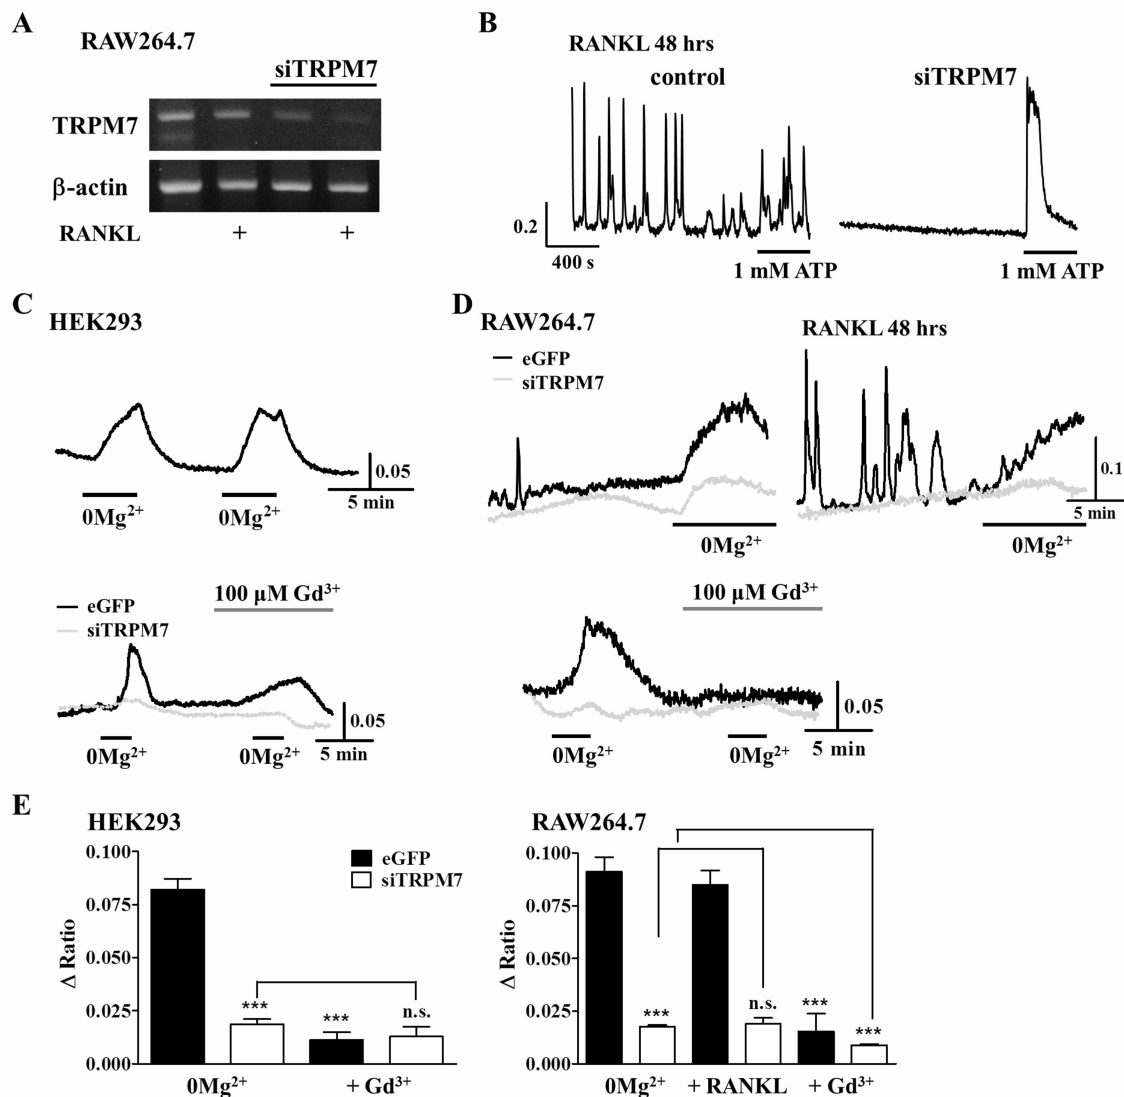 A
RAW264.7
siTRPM7
TRPM7
β-actin
RANKL + +
B
RANKL 48 hrs
control
siTRPM7
0.2
400 s
1 mM ATP
1 mM ATP
C
HEK293
0.05
5 min
0Mg²⁺
0Mg²⁺
100 µM Gd³⁺
eGFP
siTRPM7
0.05
5 min
0Mg²⁺
0Mg²⁺
D
RAW264.7
RANKL 48 hrs
eGFP
siTRPM7
0.1
5 min
0Mg²⁺
0Mg²⁺
100 µM Gd³⁺
0.05
5 min
0Mg²⁺
0Mg²⁺
E
HEK293
eGFP
siTRPM7
Δ Ratio
0.100
0.075
0.050
0.025
0.000
***
***
n.s.
0Mg²⁺
+ Gd³⁺
RAW264.7
Δ Ratio
0.100
0.075
0.050
0.025
0.000
***
n.s.
***
***
0Mg²⁺
+ RANKL
+ Gd³⁺